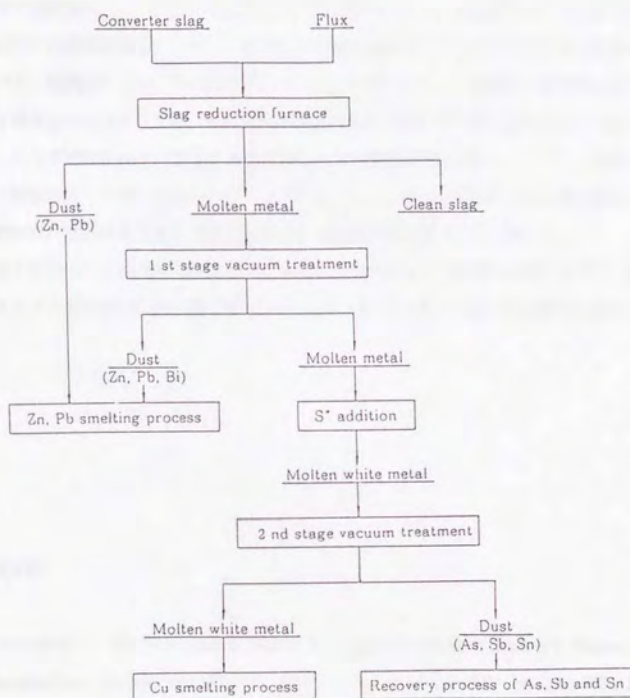 Converter slag Flux
Slag reduction furnace
Dust Molten metal Clean slag
(Zn, Pb)
1 st stage vacuum treatment
Dust Molten metal
(Zn, Pb, Bi)
Zn, Pb smelting process S* addition
Molten white metal
2 nd stage vacuum treatment
Molten white metal Dust
(As, Sb, Sn)
Cu smelting process Recovery process of As, Sb and Sn